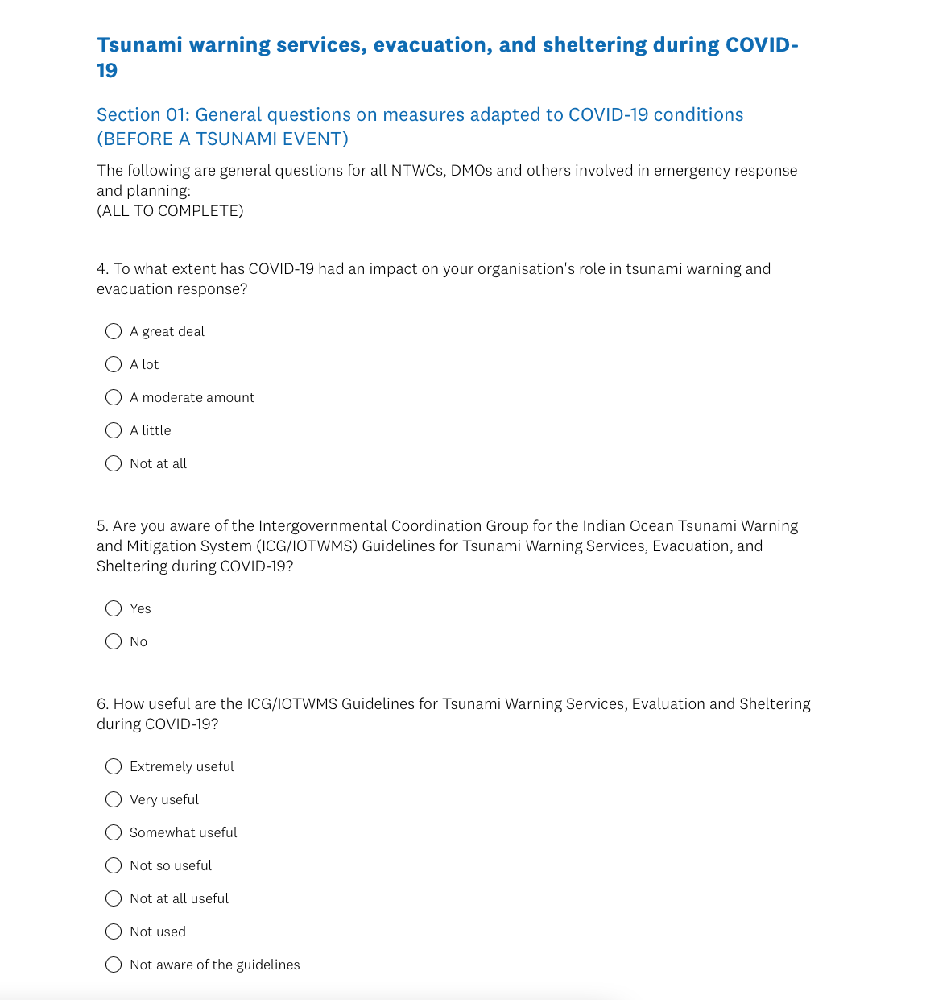 Tsunami warning services, evacuation, and sheltering during COVID-
19
Section 01: General questions on measures adapted to COVID-19 conditions
(BEFORE A TSUNAMI EVENT)
The following are general questions for all NTWCs, DMOs and others involved in emergency response
and planning:
(ALL TO COMPLETE)
4. To what extent has COVID-19 had an impact on your organisation's role in tsunami warning and
evacuation response?
A great deal
A lot
A moderate amount
A little
Not at all
5. Are you aware of the Intergovernmental Coordination Group for the Indian Ocean Tsunami Warning
and Mitigation System (ICG/IOTWMS) Guidelines for Tsunami Warning Services, Evacuation, and
Sheltering during COVID-19?
Yes
No
6. How useful are the ICG/IOTWMS Guidelines for Tsunami Warning Services, Evaluation and Sheltering
during COVID-19?
Extremely useful
Very useful
Somewhat useful
Not so useful
Not at all useful
Not used
Not aware of the guidelines